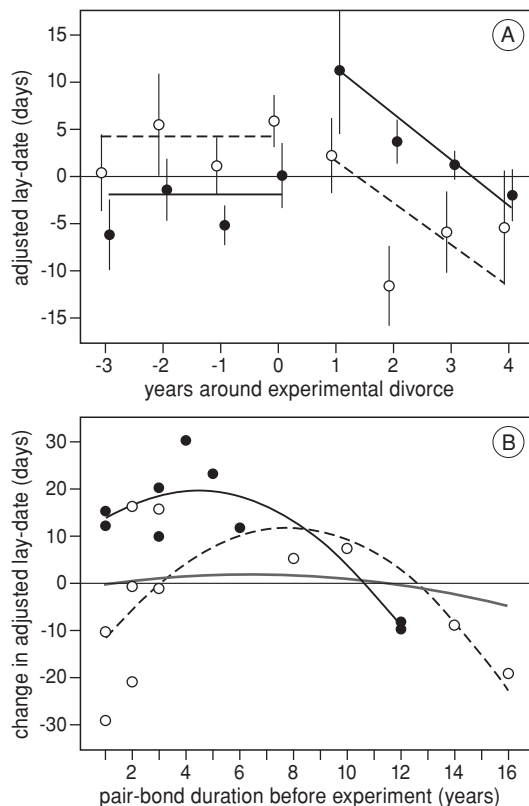 A
adjusted lay-date (days)
15
10
5
0
-5
-10
-15
-3 -2 -1 0 1 2 3 4
years around experimental divorce
B
change in adjusted lay-date (days)
30
20
10
0
-10
-20
-30
2 4 6 8 10 12 14 16
pair-bond duration before experiment (years)